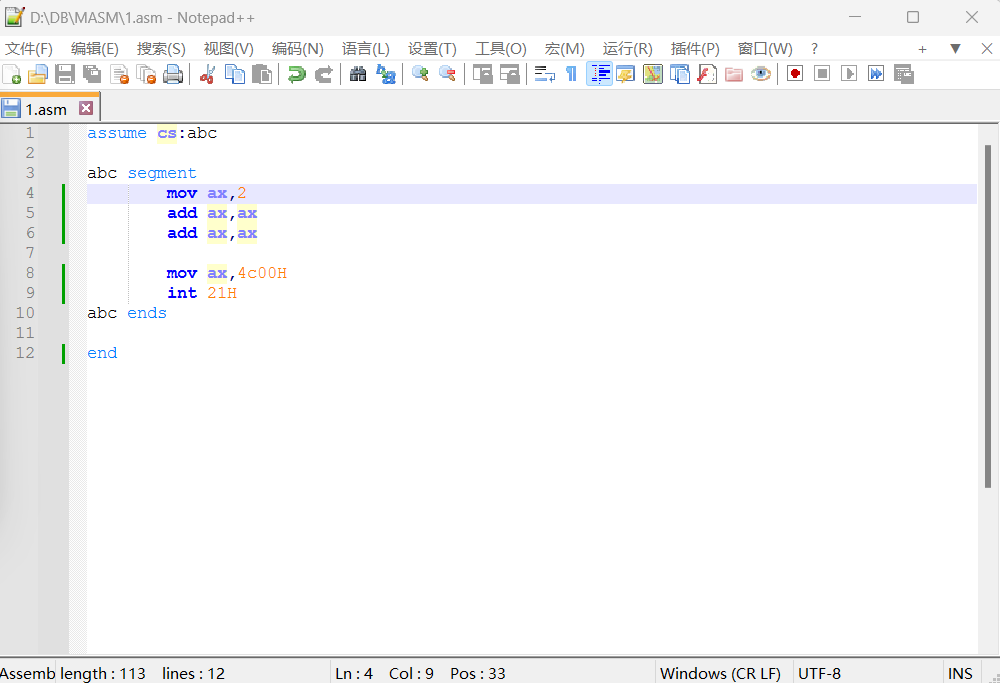 D:\DB\MASM\1.asm - Notepad++
文件(F) 编辑(E) 搜索(S) 视图(V) 编码(N) 语言(L) 设置(T) 工具(O) 宏(M) 运行(R) 插件(P) 窗口(W) ? + ▼ X
1.asm
1 assume cs:abc
2
3 abc segment
4 mov ax,2
5 add ax,ax
6 add ax,ax
7
8 mov ax,4c00H
9 int 21H
10 abc ends
11
12 end
Assemb length : 113 lines : 12 Ln : 4 Col : 9 Pos : 33 Windows (CR LF) UTF-8 INS